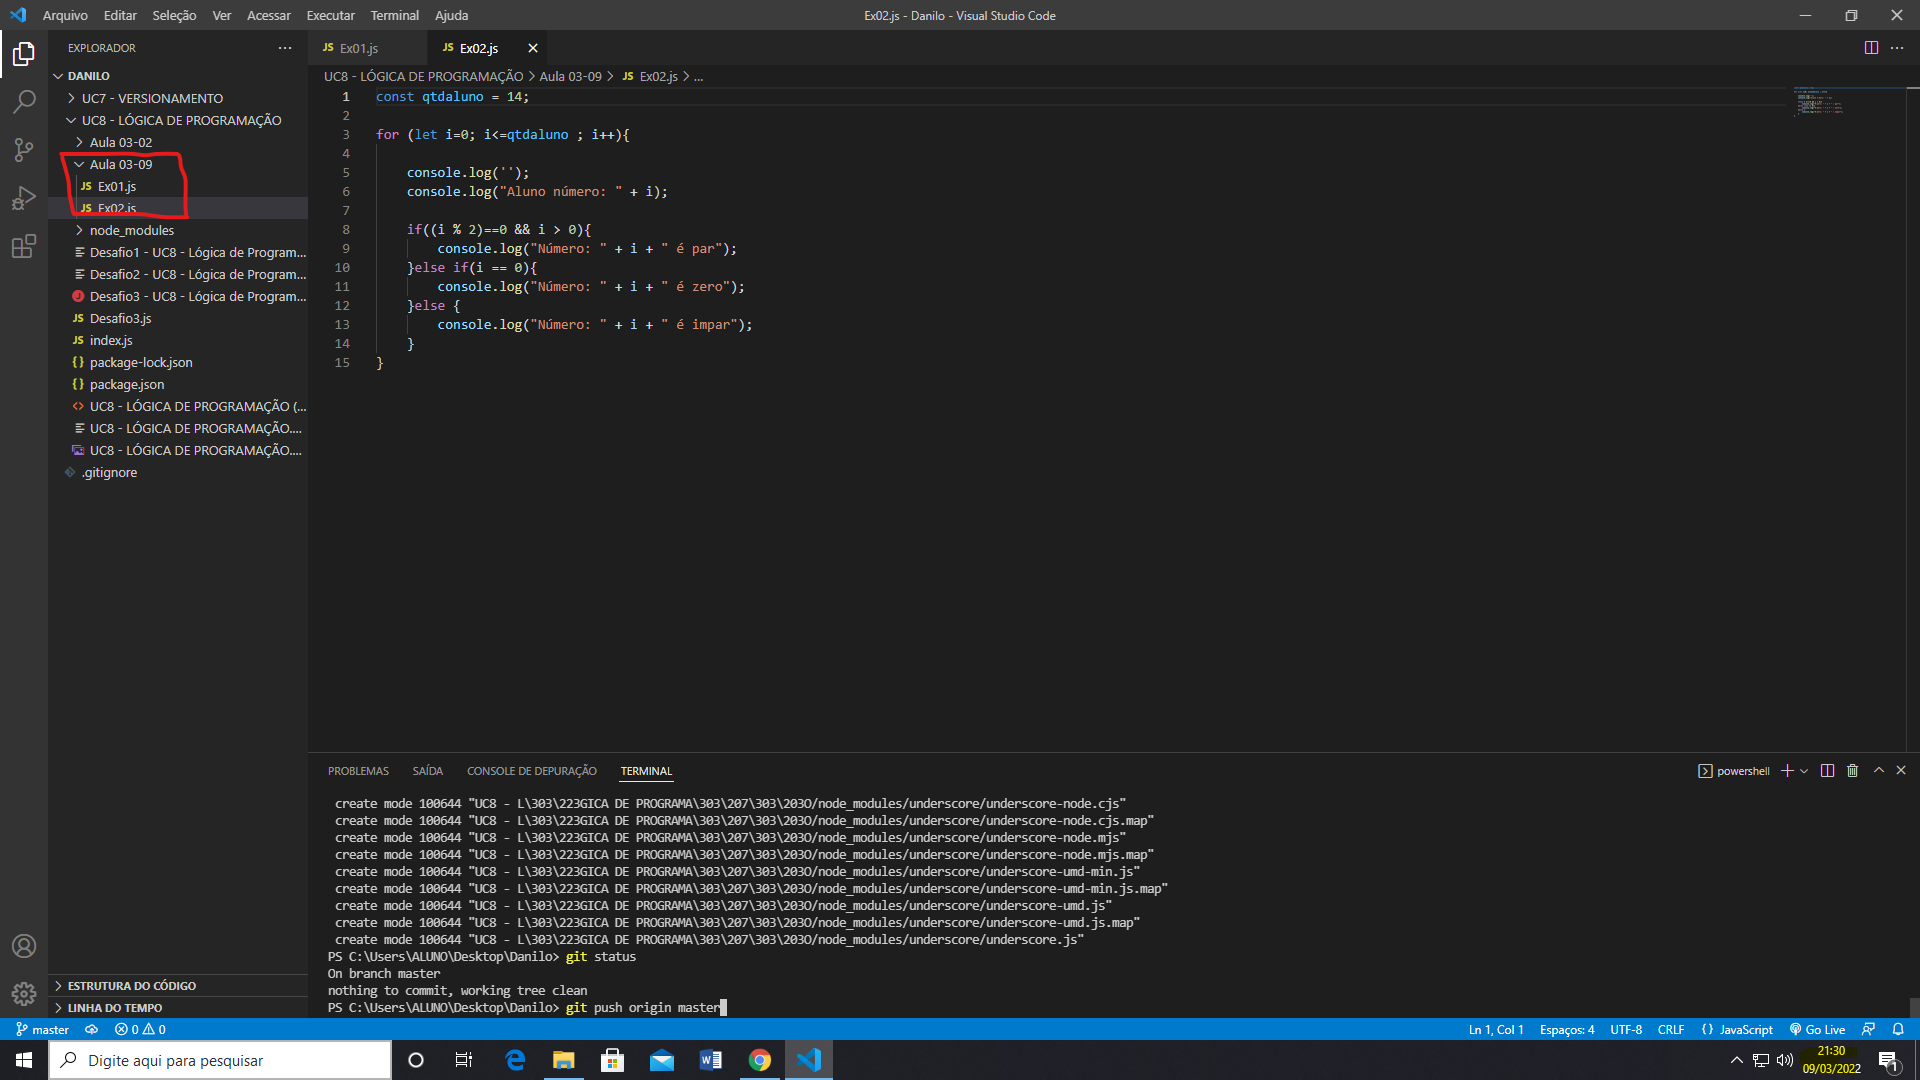 Arquivo Editar Seleção Ver Acessar Executar Terminal Ajuda
Ex02.js - Danilo - Visual Studio Code
EXPLORADOR
DANILO
UC7 - VERSIONAMENTO
UC8 - LÓGICA DE PROGRAMAÇÃO
Aula 03-02
Aula 03-09
JS Ex01.js
JS Ex02.js
node_modules
Desafio1 - UC8 - Lógica de Program...
Desafio2 - UC8 - Lógica de Program...
Desafio3 - UC8 - Lógica de Program...
JS Desafio3.js
JS index.js
{} package-lock.json
{} package.json
<> UC8 - LÓGICA DE PROGRAMAÇÃO (...
UC8 - LÓGICA DE PROGRAMAÇÃO....
UC8 - LÓGICA DE PROGRAMAÇÃO....
.gitignore
ESTRUTURA DO CÓDIGO
LINHA DO TEMPO
JS Ex01.js JS Ex02.js
UC8 - LÓGICA DE PROGRAMAÇÃO > Aula 03-09 > JS Ex02.js > ...
1 const qtdaluno = 14;
2
3 for (let i=0; i<=qtdaluno ; i++){
4
5 console.log('');
6 console.log("Aluno número: " + i);
7
8 if((i % 2)==0 && i > 0){
9 console.log("Número: " + i + " é par");
10 }else if(i == 0){
11 console.log("Número: " + i + " é zero");
12 }else {
13 console.log("Número: " + i + " é impar");
14 }
15 }
PROBLEMAS SAÍDA CONSOLE DE DEPURAÇÃO TERMINAL
powershell
create mode 100644 "UC8 - L\303\223GICA DE PROGRAMA\303\207\303\203O/node_modules/underscore/underscore-node.cjs"
create mode 100644 "UC8 - L\303\223GICA DE PROGRAMA\303\207\303\203O/node_modules/underscore/underscore-node.cjs.map"
create mode 100644 "UC8 - L\303\223GICA DE PROGRAMA\303\207\303\203O/node_modules/underscore/underscore-node.mjs"
create mode 100644 "UC8 - L\303\223GICA DE PROGRAMA\303\207\303\203O/node_modules/underscore/underscore-node.mjs.map"
create mode 100644 "UC8 - L\303\223GICA DE PROGRAMA\303\207\303\203O/node_modules/underscore/underscore-umd-min.js"
create mode 100644 "UC8 - L\303\223GICA DE PROGRAMA\303\207\303\203O/node_modules/underscore/underscore-umd-min.js.map"
create mode 100644 "UC8 - L\303\223GICA DE PROGRAMA\303\207\303\203O/node_modules/underscore/underscore-umd.js"
create mode 100644 "UC8 - L\303\223GICA DE PROGRAMA\303\207\303\203O/node_modules/underscore/underscore-umd.js.map"
create mode 100644 "UC8 - L\303\223GICA DE PROGRAMA\303\207\303\203O/node_modules/underscore/underscore.js"
PS C:\Users\ALUNO\Desktop\Danilo> git status
On branch master
nothing to commit, working tree clean
PS C:\Users\ALUNO\Desktop\Danilo> git push origin master
master 0 0
Ln 1, Col 1 Espaços: 4 UTF-8 CRLF {} JavaScript Go Live
Digite aqui para pesquisar
21:30
09/03/2022
1